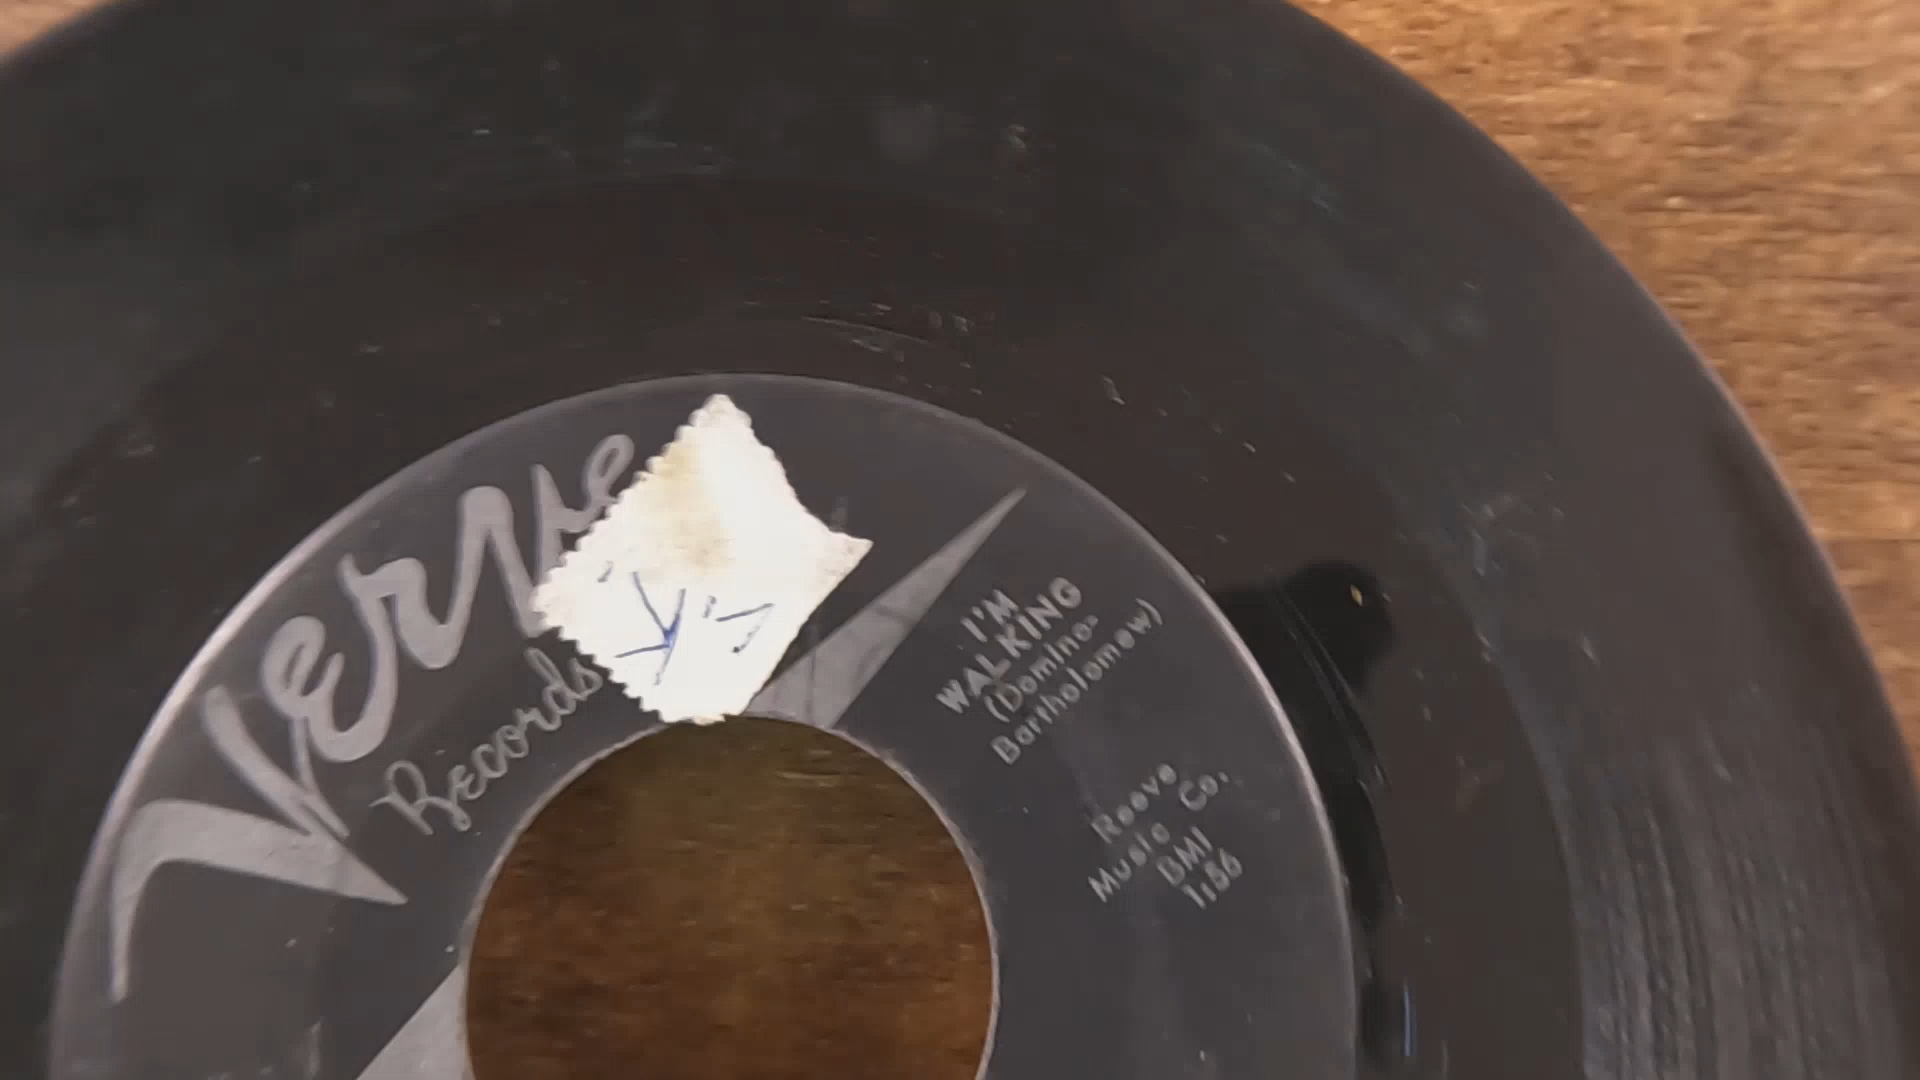 Verve
Records
I'M
WALKING
(Domino-
Bartholomew)
Reeve
Music Co.
BMI
1:56